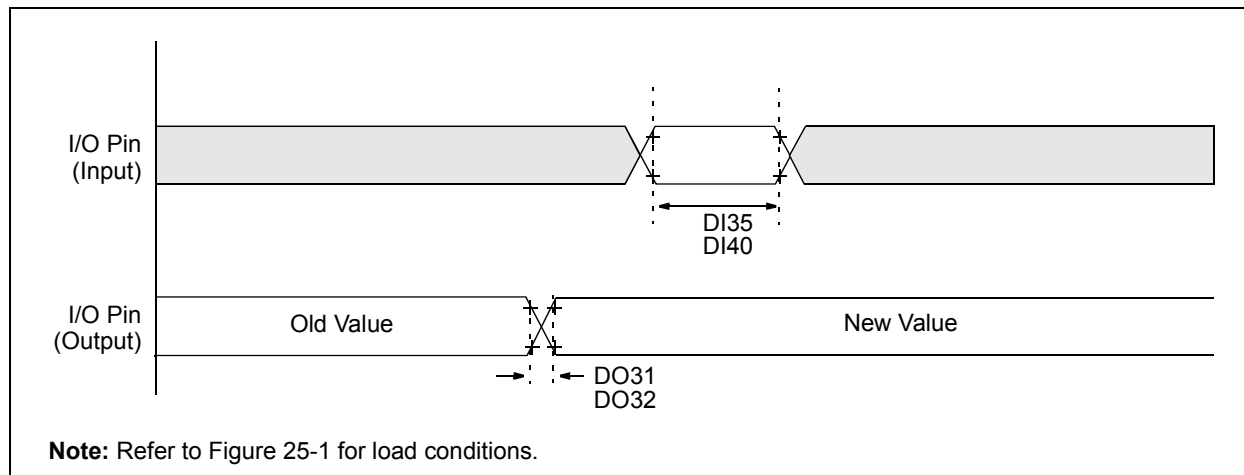 I/O Pin
(Input)
DI35
DI40
I/O Pin
(Output)
Old Value
New Value
DO31
DO32
Note: Refer to Figure 25-1 for load conditions.